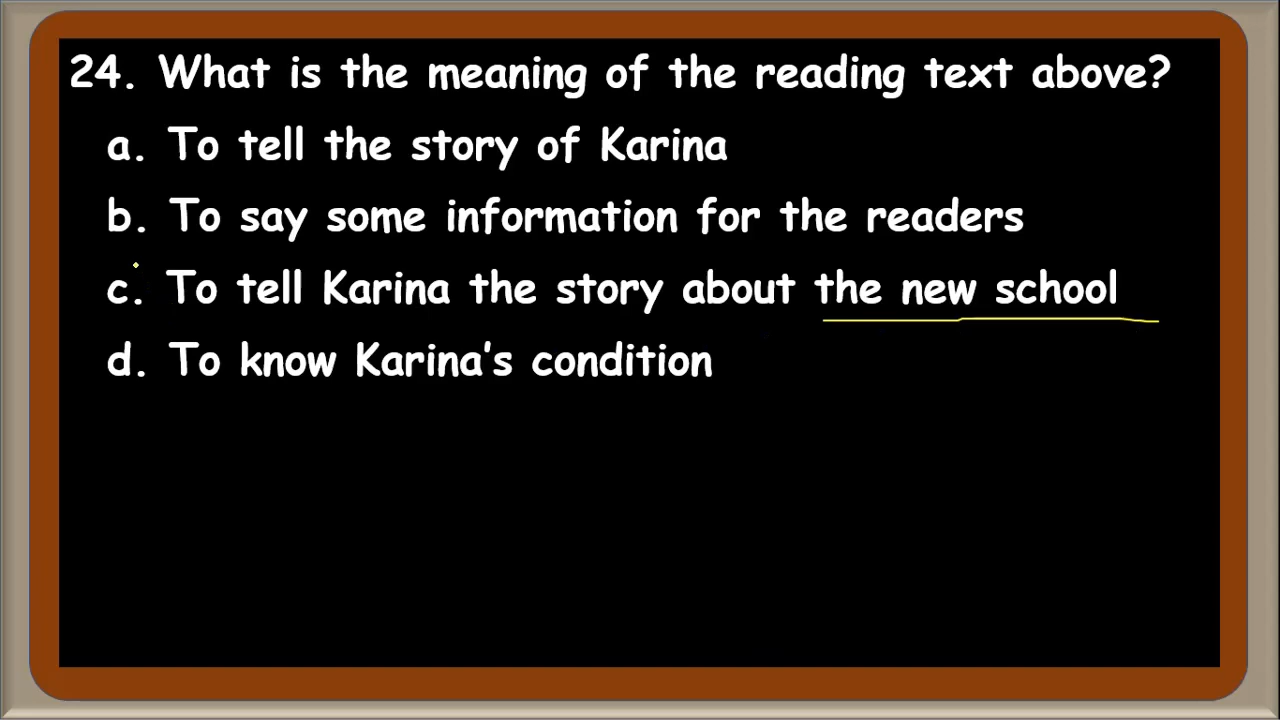 24. What is the meaning of the reading text above?
a. To tell the story of Karina
b. To say some information for the readers
c. To tell Karina the story about the new school
d. To know Karina's condition